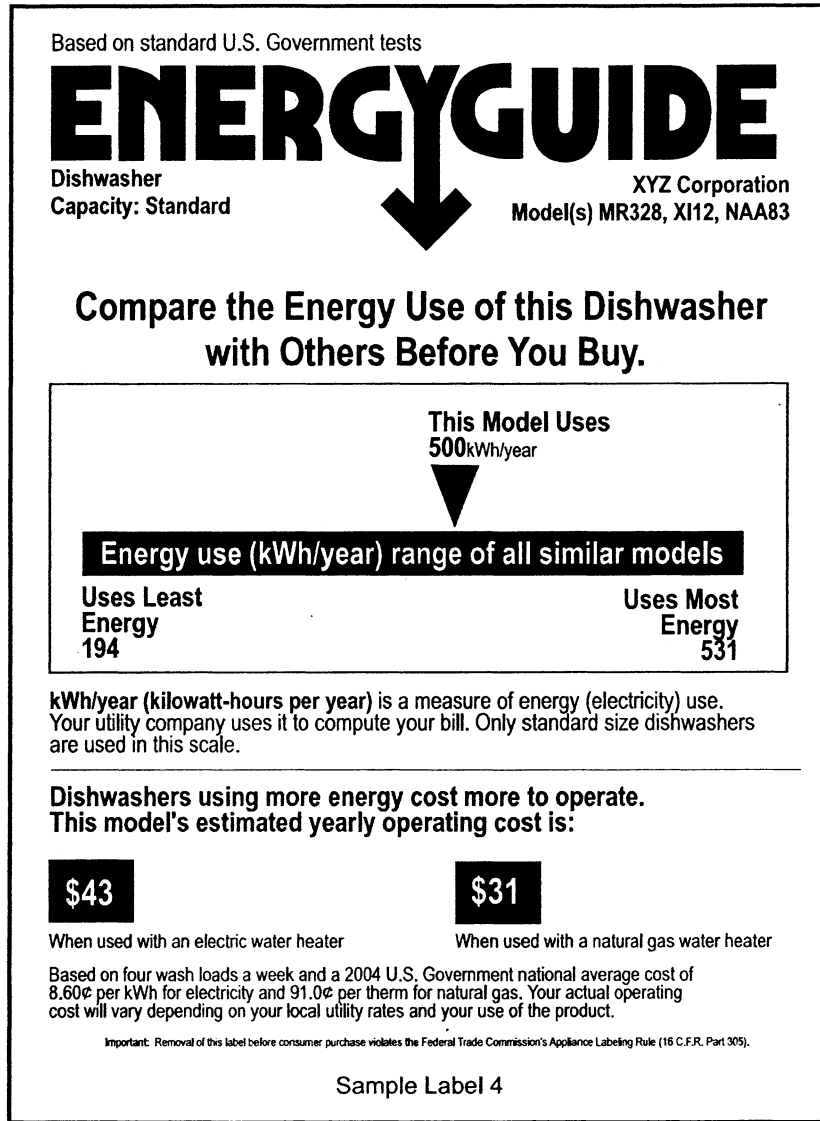 Based on standard U.S. Government tests
ENERGYGUIDE
Dishwasher
Capacity: Standard
XYZ Corporation
Model(s) MR328, XI12, NAA83
Compare the Energy Use of this Dishwasher
with Others Before You Buy.
This Model Uses
500kWh/year
Energy use (kWh/year) range of all similar models
Uses Least
Energy
194
Uses Most
Energy
531
kWh/year (kilowatt-hours per year) is a measure of energy (electricity) use.
Your utility company uses it to compute your bill. Only standard size dishwashers
are used in this scale.
Dishwashers using more energy cost more to operate.
This model's estimated yearly operating cost is:
$43
When used with an electric water heater
$31
When used with a natural gas water heater
Based on four wash loads a week and a 2004 U.S. Government national average cost of
8.60¢ per kWh for electricity and 91.0¢ per therm for natural gas. Your actual operating
cost will vary depending on your local utility rates and your use of the product.
Important: Removal of this label before consumer purchase violates the Federal Trade Commission's Appliance Labeling Rule (16 C.F.R. Part 305).
Sample Label 4